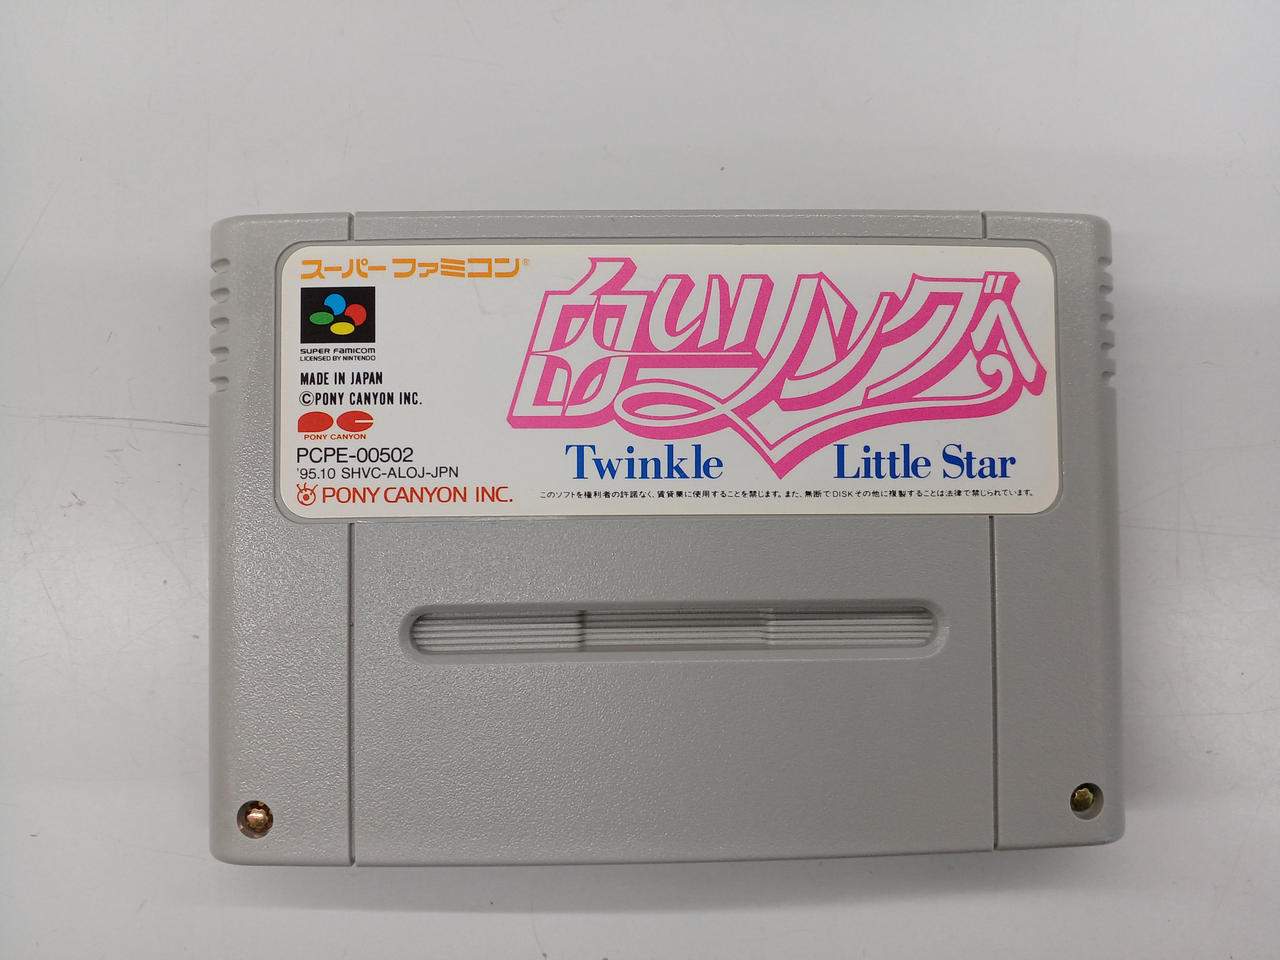 スーパーファミコン®
SUPER FAMICOM
LICENSED BY NINTENDO
MADE IN JAPAN
©PONY CANYON INC.
PC
PONY CANYON
PCPE-00502
'95.10 SHVC-ALOJ-JPN
PONY CANYON INC.
白いリングへ
Twinkle Little Star
このソフトを権利者の許諾なく、賃貸業に使用することを禁じます。また、無断でDISKその他に複製することは法律で禁じられています。